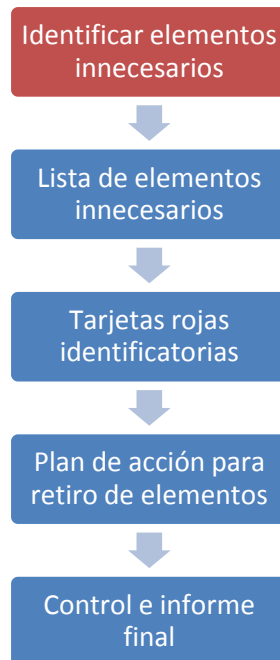 Identificar elementos
innecesarios
Lista de elementos
innecesarios
Tarjetas rojas
identificatorias
Plan de acción para
retiro de elementos
Control e informe
final